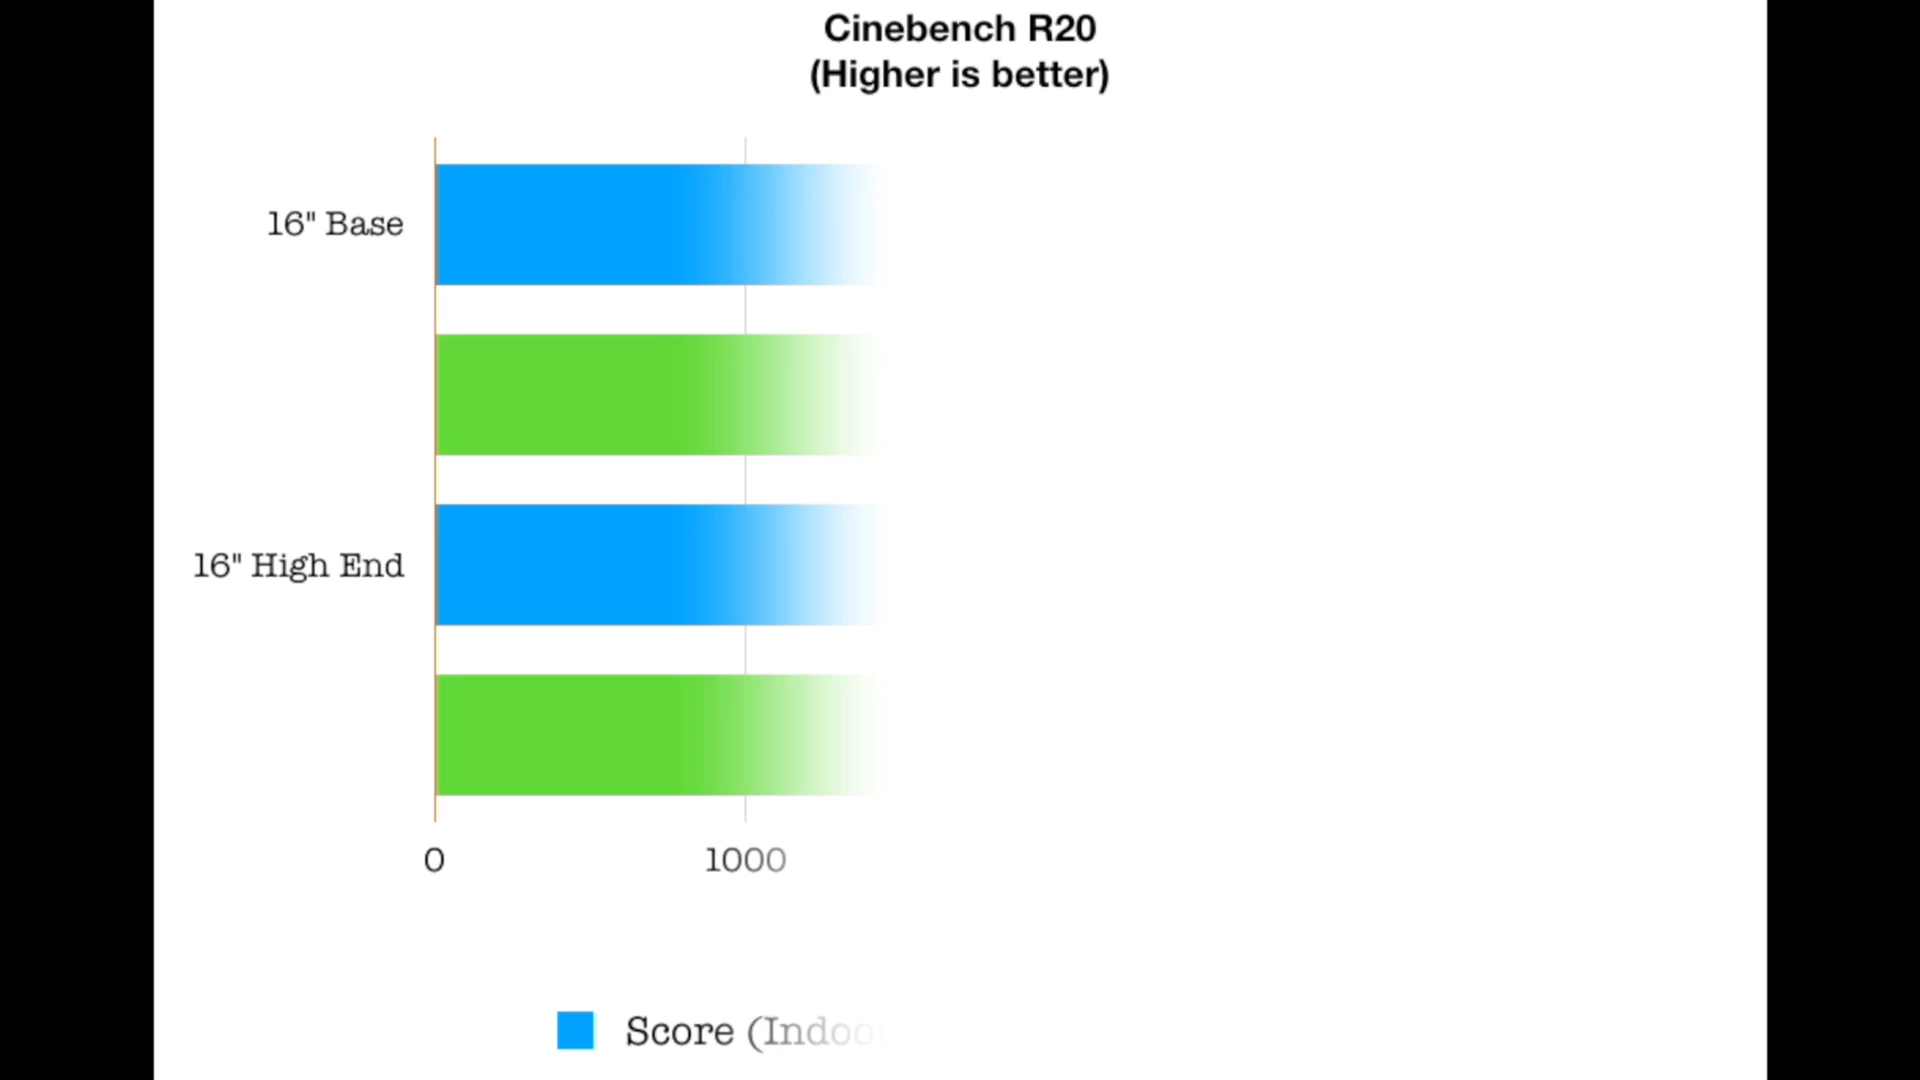 Cinebench R20
(Higher is better)
16" Base
16" High End
0 1000
Score